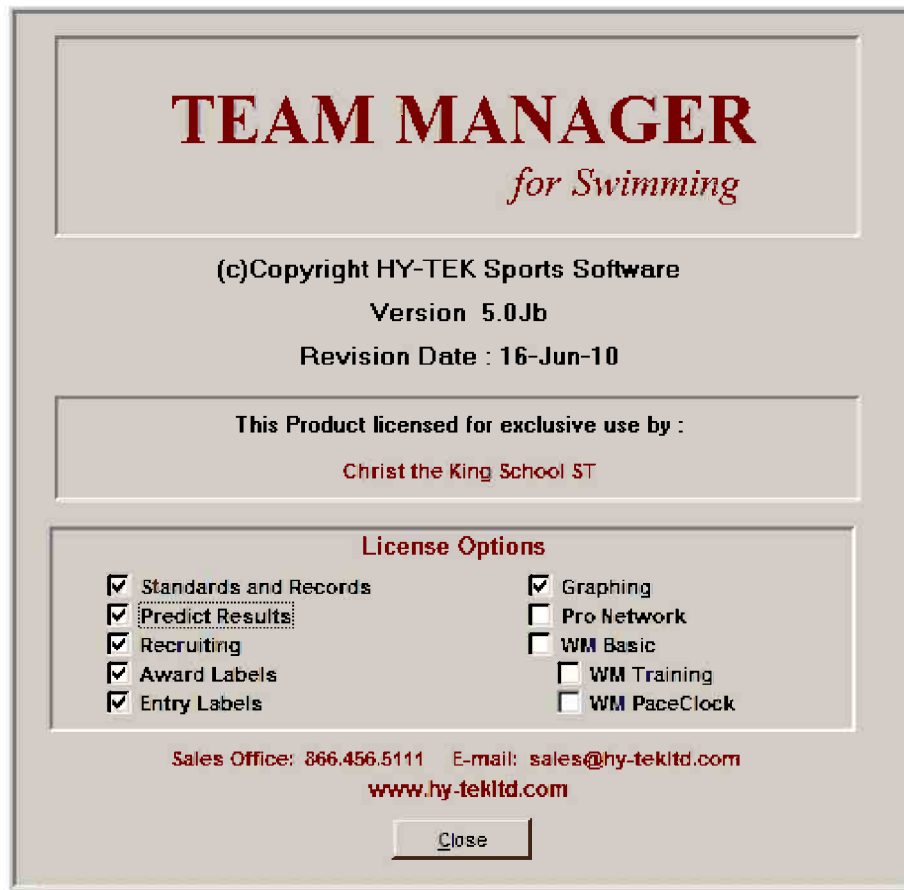 TEAM MANAGER
for Swimming
(c)Copyright HY-TEK Sports Software
Version 5.0Jb
Revision Date : 16-Jun-10
This Product licensed for exclusive use by :
Christ the King School ST
License Options
Standards and Records
Predict Results
Recruiting
Award Labels
Entry Labels
Graphing
Pro Network
WM Basic
WM Training
WM PaceClock
Sales Office: 866.456.5111 E-mail: sales@hy-tekltd.com
www.hy-tekltd.com
Close